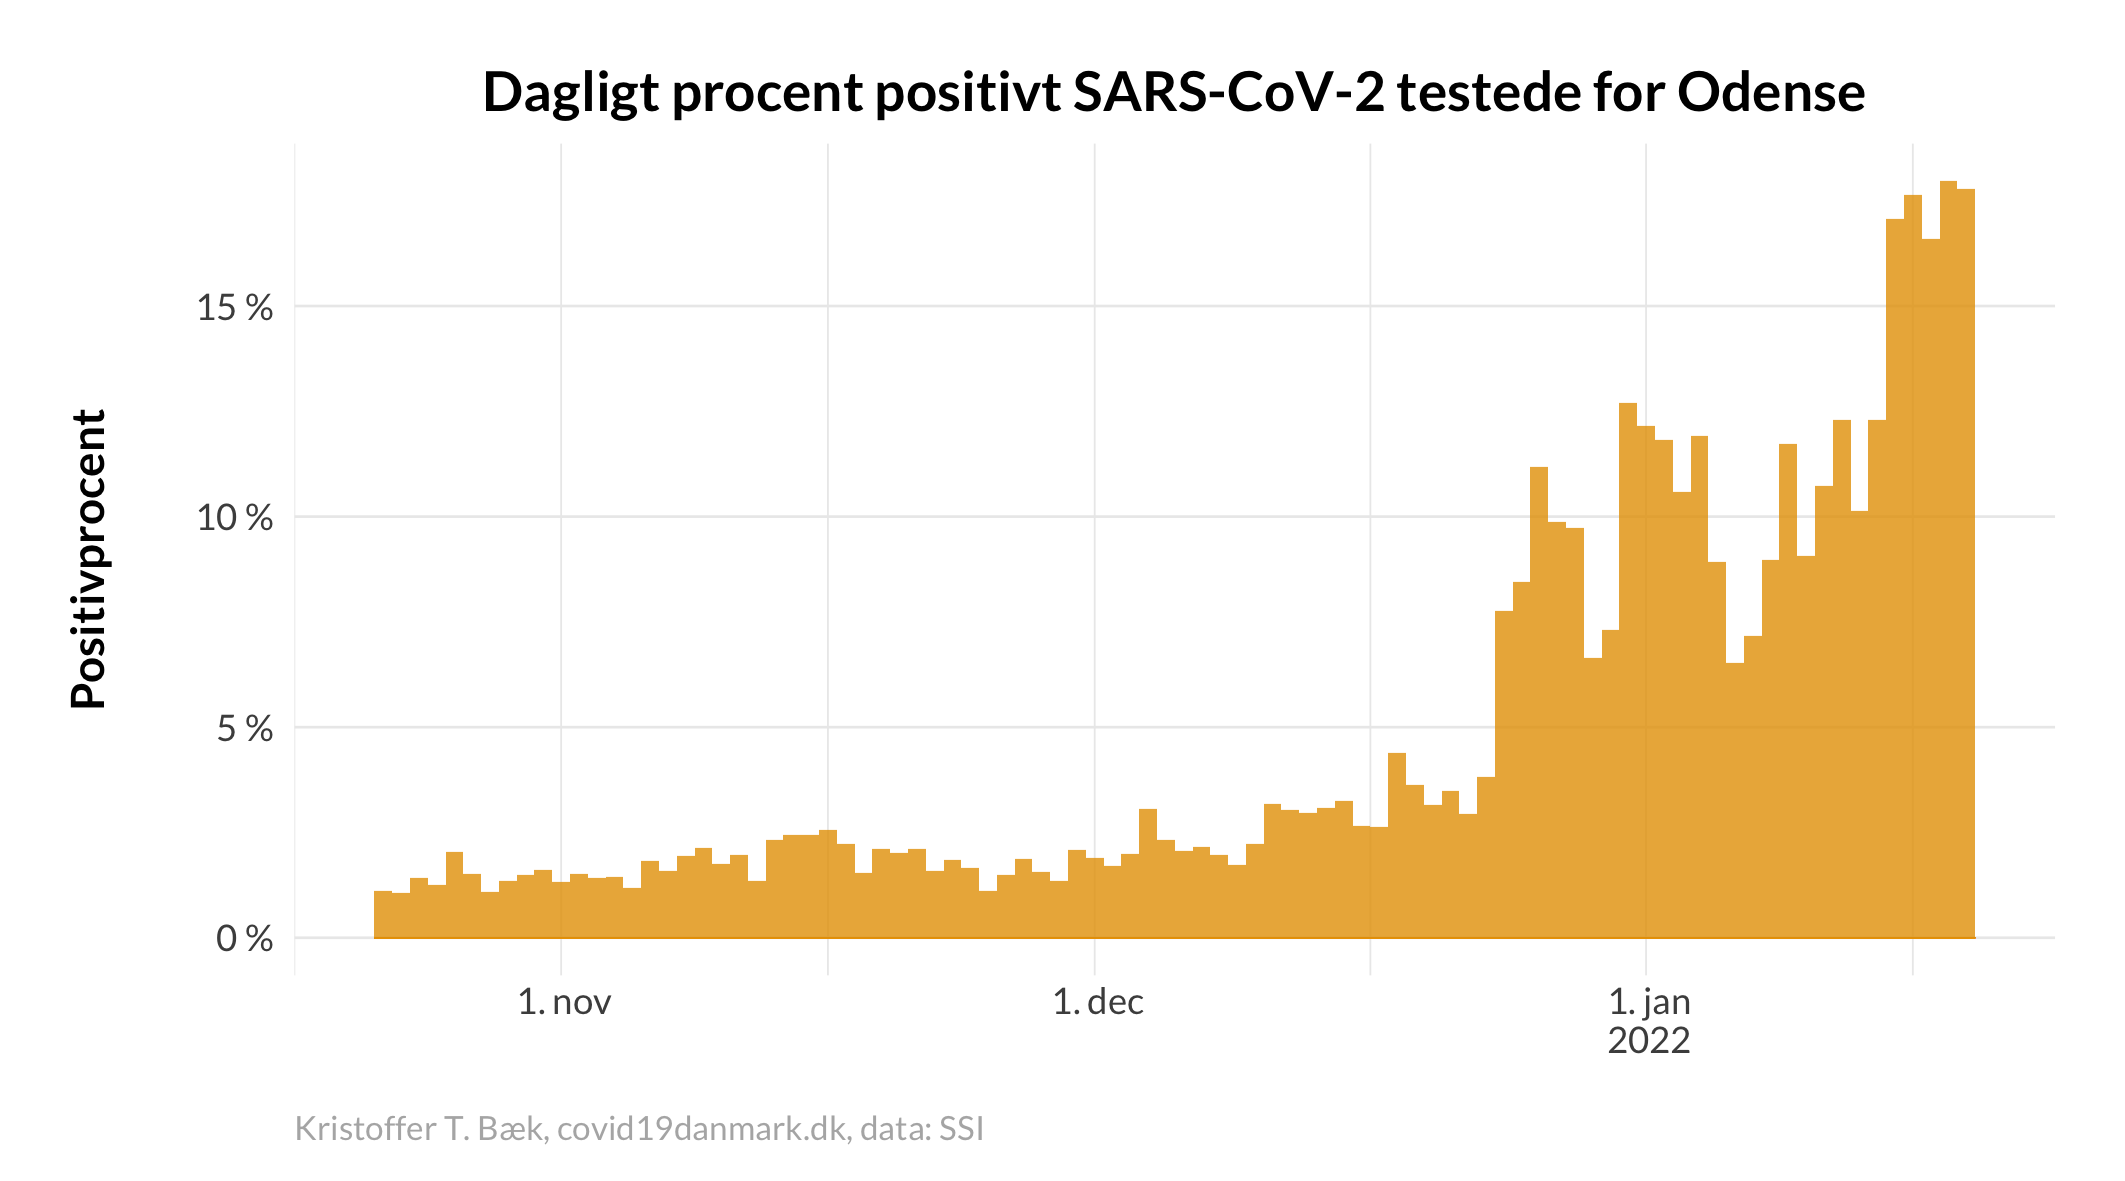 Dagligt procent positivt SARS-CoV-2 testede for Odense
Positivprocent
15 %
10 %
5 %
0 %
1. nov
1. dec
1. jan
2022
Kristoffer T. Bæk, covid19danmark.dk, data: SSI